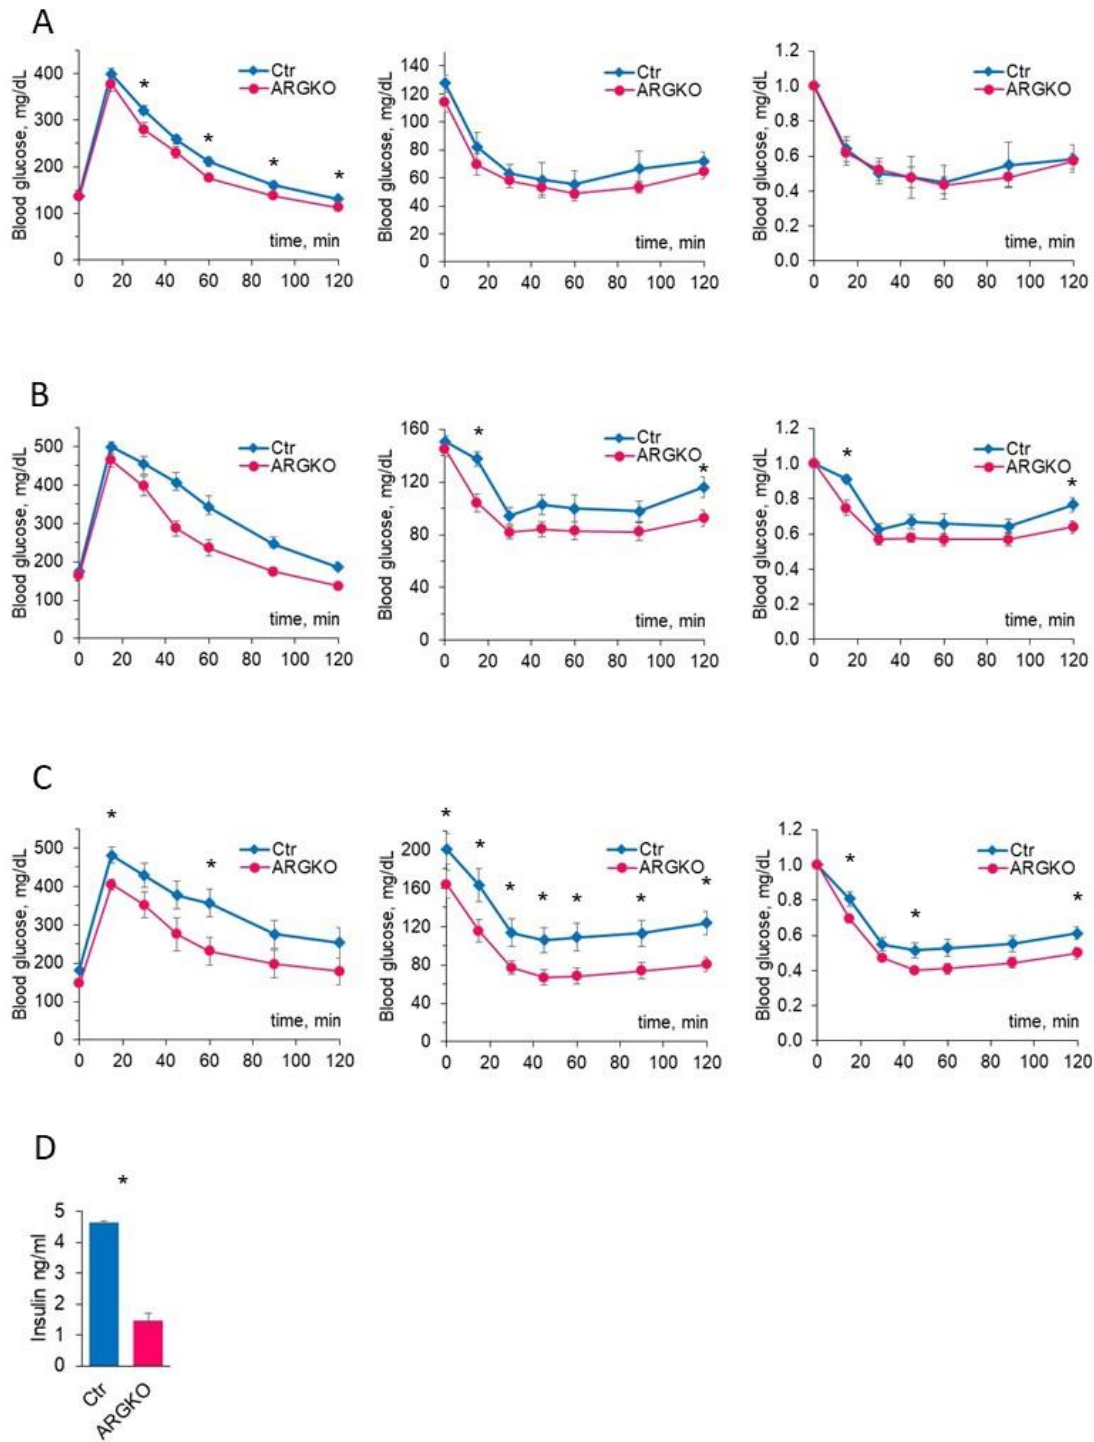 A
Blood glucose, mg/dL
400
300
200
100
0
0 20 40 60 80 100 120
Ctr
ARGKO
* * * *
time, min
Blood glucose, mg/dL
140
120
100
80
60
40
20
0
0 20 40 60 80 100 120
Ctr
ARGKO
time, min
Blood glucose, mg/dL
1.2
1.0
0.8
0.6
0.4
0.2
0.0
0 20 40 60 80 100 120
Ctr
ARGKO
time, min
B
Blood glucose, mg/dL
500
400
300
200
100
0
0 20 40 60 80 100 120
Ctr
ARGKO
time, min
Blood glucose, mg/dL
160
120
80
40
0
0 20 40 60 80 100 120
Ctr
ARGKO
* *
time, min
Blood glucose, mg/dL
1.2
1.0
0.8
0.6
0.4
0.2
0.0
0 20 40 60 80 100 120
Ctr
ARGKO
* *
time, min
C
Blood glucose, mg/dL
500
400
300
200
100
0
0 20 40 60 80 100 120
Ctr
ARGKO
* *
time, min
Blood glucose, mg/dL
200
160
120
80
40
0
0 20 40 60 80 100 120
Ctr
ARGKO
* * * * * * *
time, min
Blood glucose, mg/dL
1.2
1.0
0.8
0.6
0.4
0.2
0.0
0 20 40 60 80 100 120
Ctr
ARGKO
* * *
time, min
D
*
Insulin ng/ml
5
4
3
2
1
0
Ctr
ARGKO